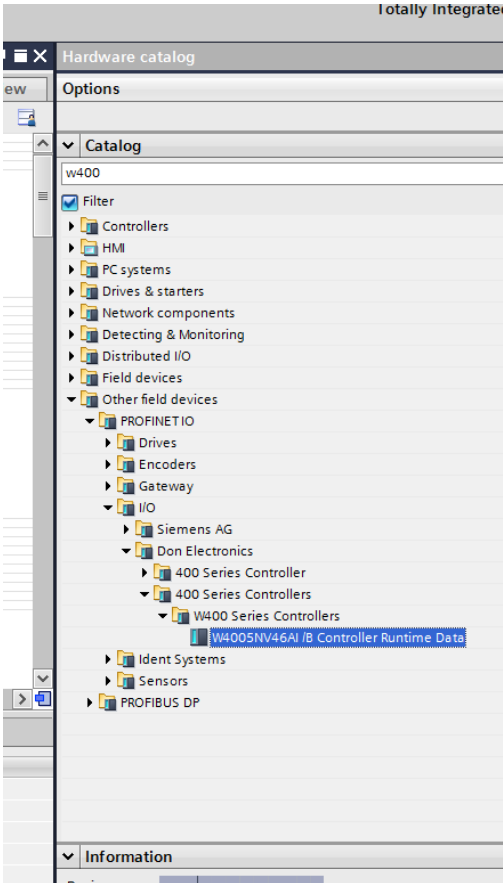 Totally Integrated
Hardware catalog
ew
Options
Catalog
w400
Filter
Controllers
HMI
PC systems
Drives & starters
Network components
Detecting & Monitoring
Distributed I/O
Field devices
Other field devices
PROFINET IO
Drives
Encoders
Gateway
I/O
Siemens AG
Don Electronics
400 Series Controller
400 Series Controllers
W400 Series Controllers
W4005NV46AI /B Controller Runtime Data
Ident Systems
Sensors
PROFIBUS DP
Information